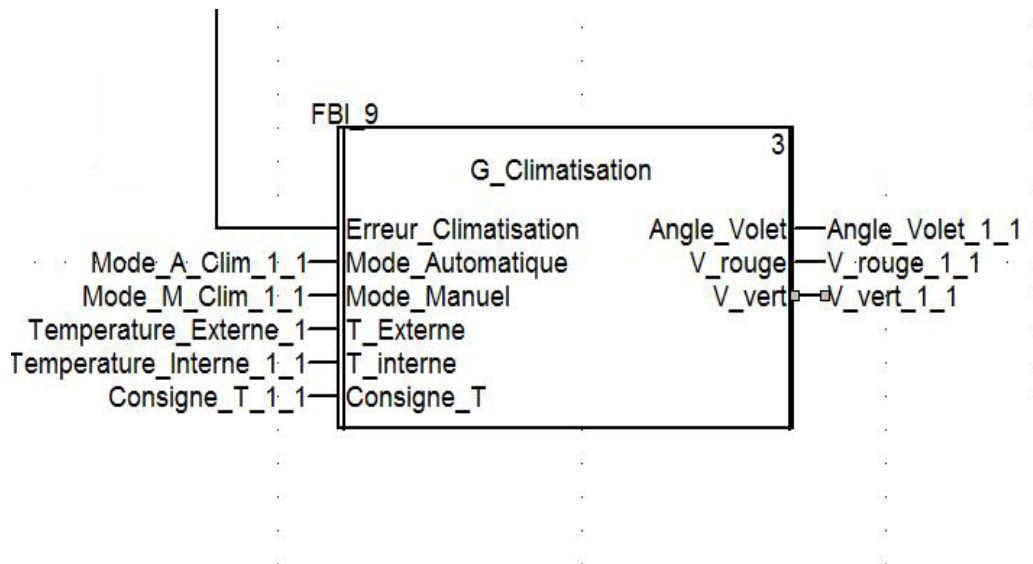 FBI_9
3
G_Climatisation
Erreur_Climatisation Angle_Volet Angle_Volet_1_1
Mode_A_Clim_1_1 Mode_Automatique V_rouge V_rouge_1_1
Mode_M_Clim_1_1 Mode_Manuel V_vert V_vert_1_1
Temperature_Externe_1 T_Externe
Temperature_Interne_1_1 T_interne
Consigne_T_1_1 Consigne_T